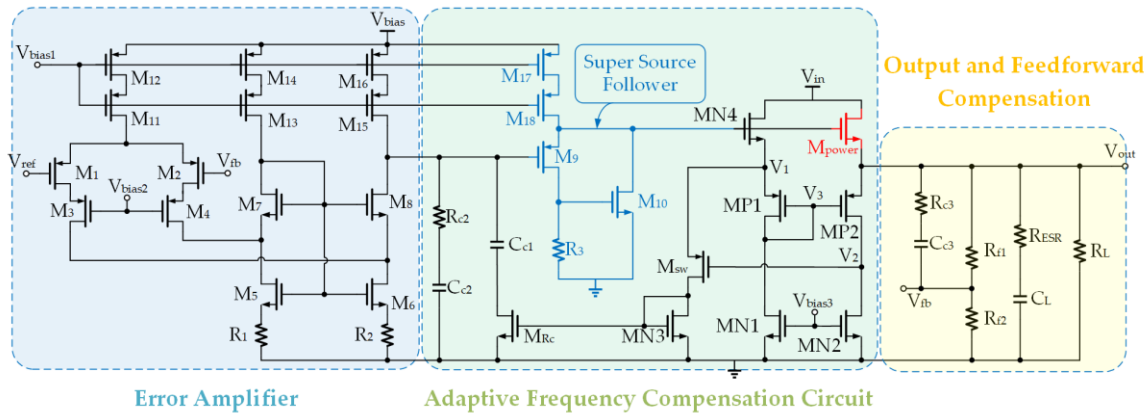 Vbias
Vbias1
M12
M14
M16
M17
Super Source
Follower
Vin
Output and Feedforward
Compensation
M11
M13
M15
M18
MN4
Mpower
Vref
Vfb
Vout
M1
M2
M9
V1
Vbias2
M3
M4
M7
M8
M10
MP1
V3
MP2
Rc2
Cc1
R3
Msw
V2
Rc3
Cc3
Rf1
RESR
RL
Cc2
Vfb
M5
M6
Vbias3
CL
Rf2
R1
R2
MRc
MN3
MN1
MN2
Error Amplifier
Adaptive Frequency Compensation Circuit